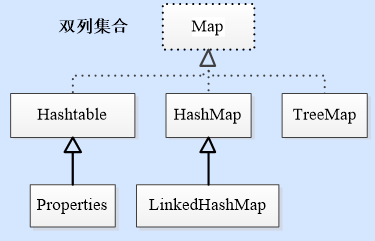 双列集合
Map
Hashtable
HashMap
TreeMap
Properties
LinkedHashMap